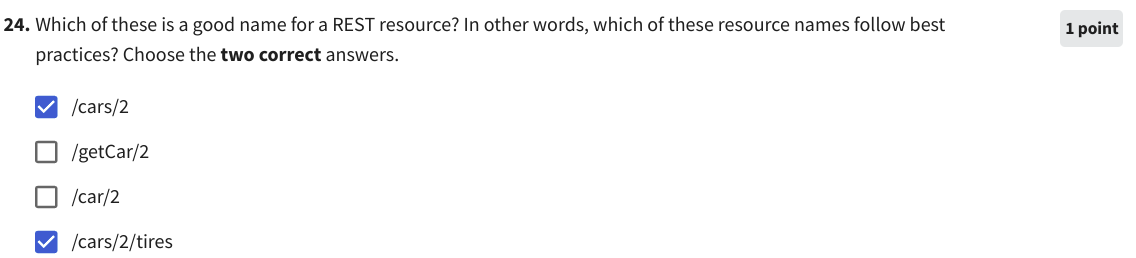 24. Which of these is a good name for a REST resource? In other words, which of these resource names follow best
practices? Choose the two correct answers.
1 point
/cars/2
/getCar/2
/car/2
/cars/2/tires